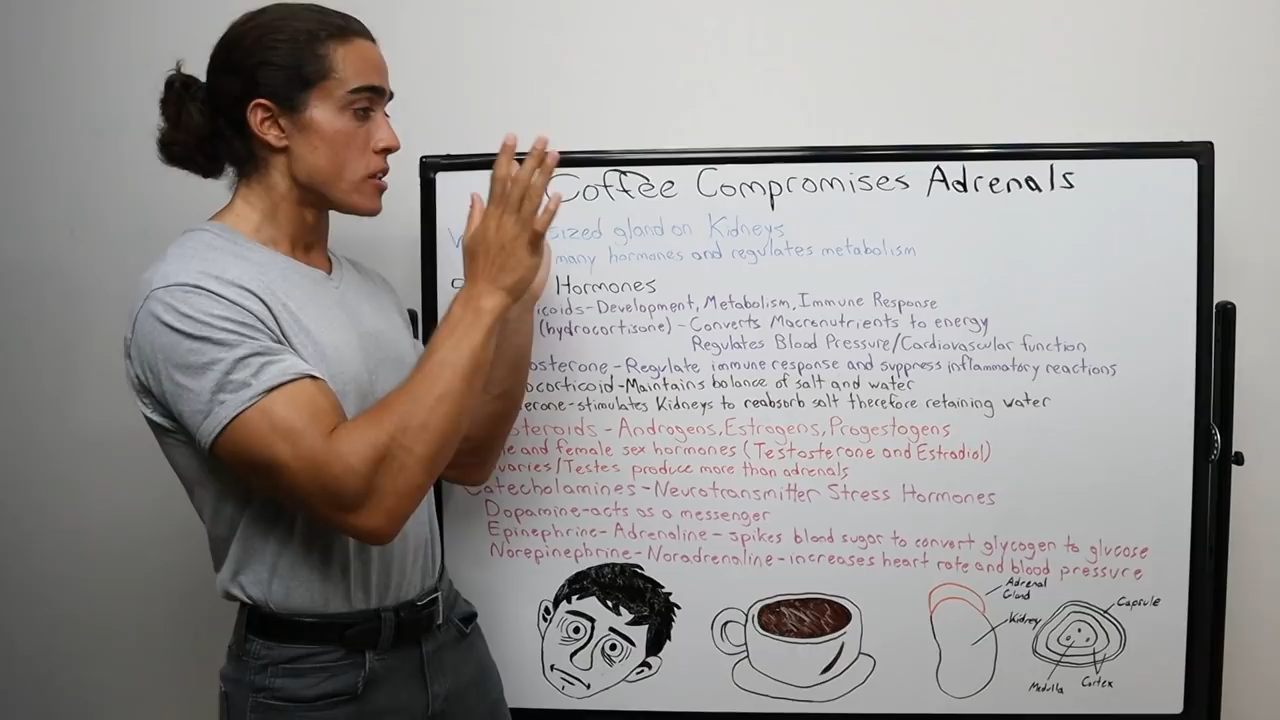 Coffee Compromises Adrenals
sized gland on Kidneys
many hormones and regulates metabolism
Hormones
icoids-Development, Metabolism, Immune Response
(hydrocortisone) - Converts Macronutrients to energy
Regulates Blood Pressure/Cardiovascular function
osterone - Regulate immune response and suppress inflammatory reactions
ocorticoid-Maintains balance of salt and water
erone-stimulates Kidneys to reabsorb salt therefore retaining water
steroids - Androgens, Estrogens, Progestogens
le and female sex hormones (Testosterone and Estradiol)
varies/Testes produce more than adrenals
Catecholamines-Neurotransmitter Stress Hormones
Dopamine-acts as a messenger
Epinephrine-Adrenaline - spikes blood sugar to convert glycogen to glucose
Norepinephrine-Noradrenaline-increases heart rate and blood pressure
Adrenal
Gland
Kidney
Capsule
Medulla
Cortex